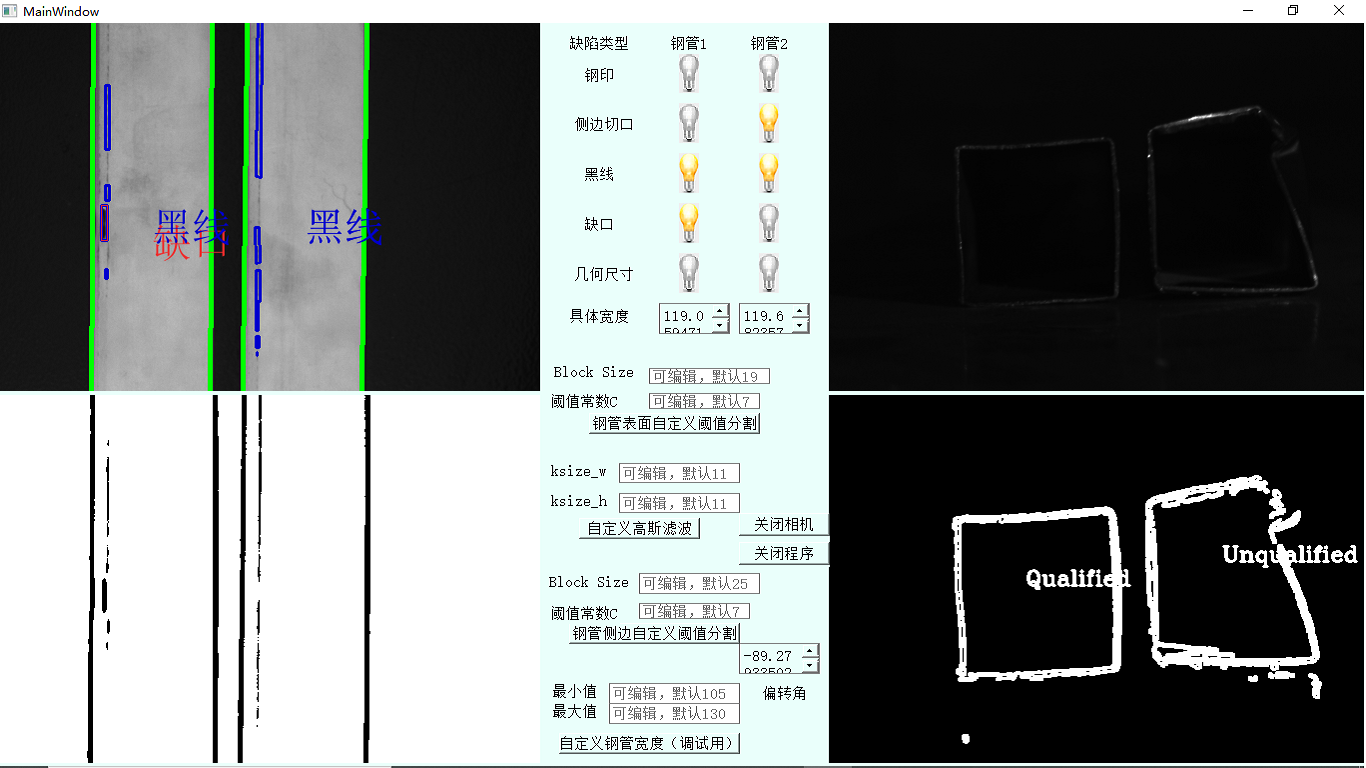 MainWindow
缺陷类型 钢管1 钢管2
钢印
侧边切口
黑线
缺口
几何尺寸
具体宽度 119.0 119.6
Block Size 可编辑，默认19
阈值常数C 可编辑，默认7
钢管表面自定义阈值分割
ksize_w 可编辑，默认11
ksize_h 可编辑，默认11
自定义高斯滤波
关闭相机
关闭程序
Block Size 可编辑，默认25
阈值常数C 可编辑，默认7
钢管侧边自定义阈值分割
-89.27
最小值 可编辑，默认105 偏转角
最大值 可编辑，默认130
自定义钢管宽度（调试用）
黑线 黑线
缺口
Qualified
Unqualified